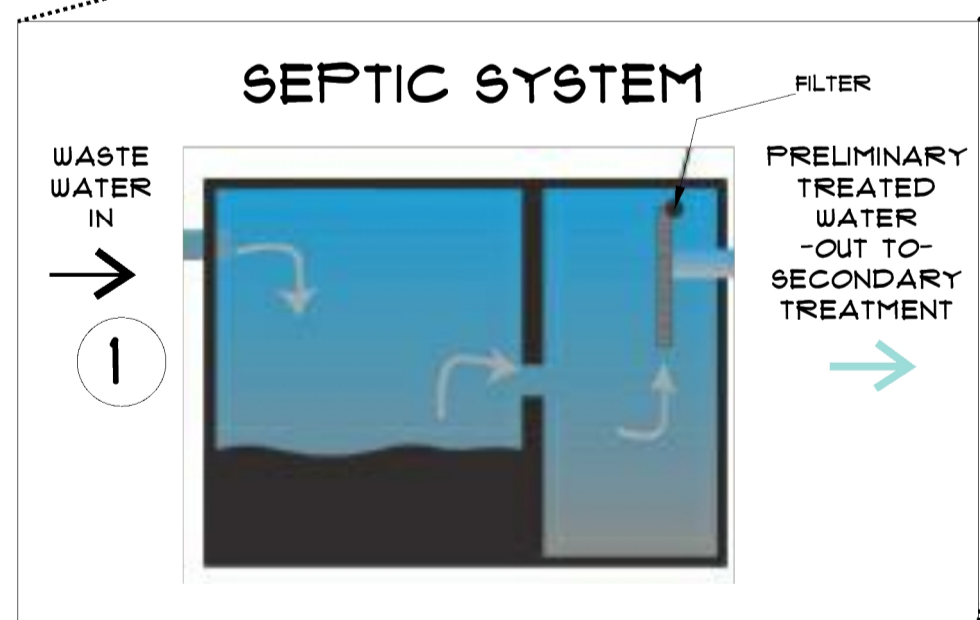 SEPTIC SYSTEM
FILTER
WASTE
WATER
IN
1
PRELIMINARY
TREATED
WATER
-OUT TO-
SECONDARY
TREATMENT